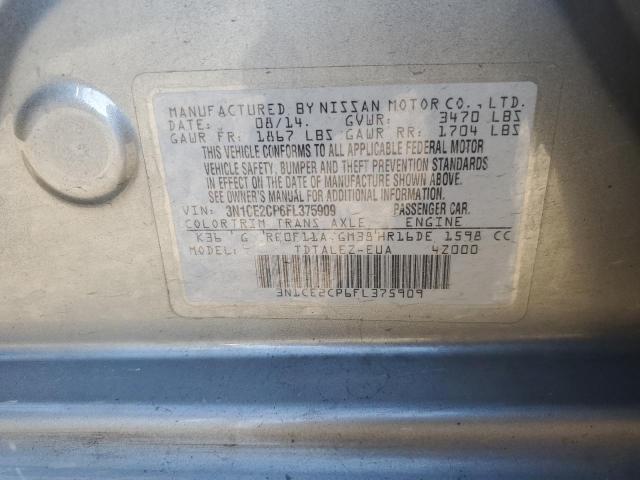 MANUFACTURED BY NISSAN MOTOR CO., LTD.
DATE: 08/14. GVWR: 3470 LBS
GAWR FR: 1867 LBS GAWR RR: 1704 LBS
THIS VEHICLE CONFORMS TO ALL APPLICABLE FEDERAL MOTOR
VEHICLE SAFETY, BUMPER AND THEFT PREVENTION STANDARDS
IN EFFECT ON THE DATE OF MANUFACTURE SHOWN ABOVE.
SEE OWNER'S MANUAL FOR ADDITIONAL INFORMATION.
VIN: 3N1CE2CP6FL375909 PASSENGER CAR.
COLOR TRIM TRANS AXLE ENGINE
K36 G RE0F11A GM38 HR16DE 1598 CC
MODEL: TDTALEZ-EUA 4Z000
3N1CE2CP6FL375909